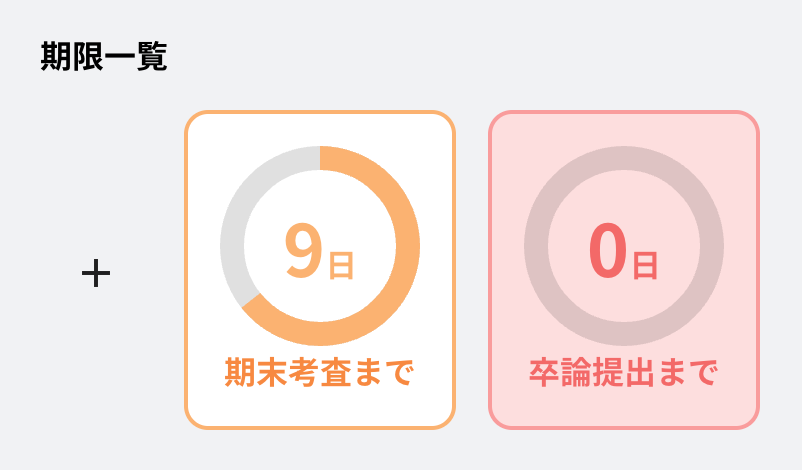 期限一覧
+
9日
期末考査まで
0日
卒論提出まで